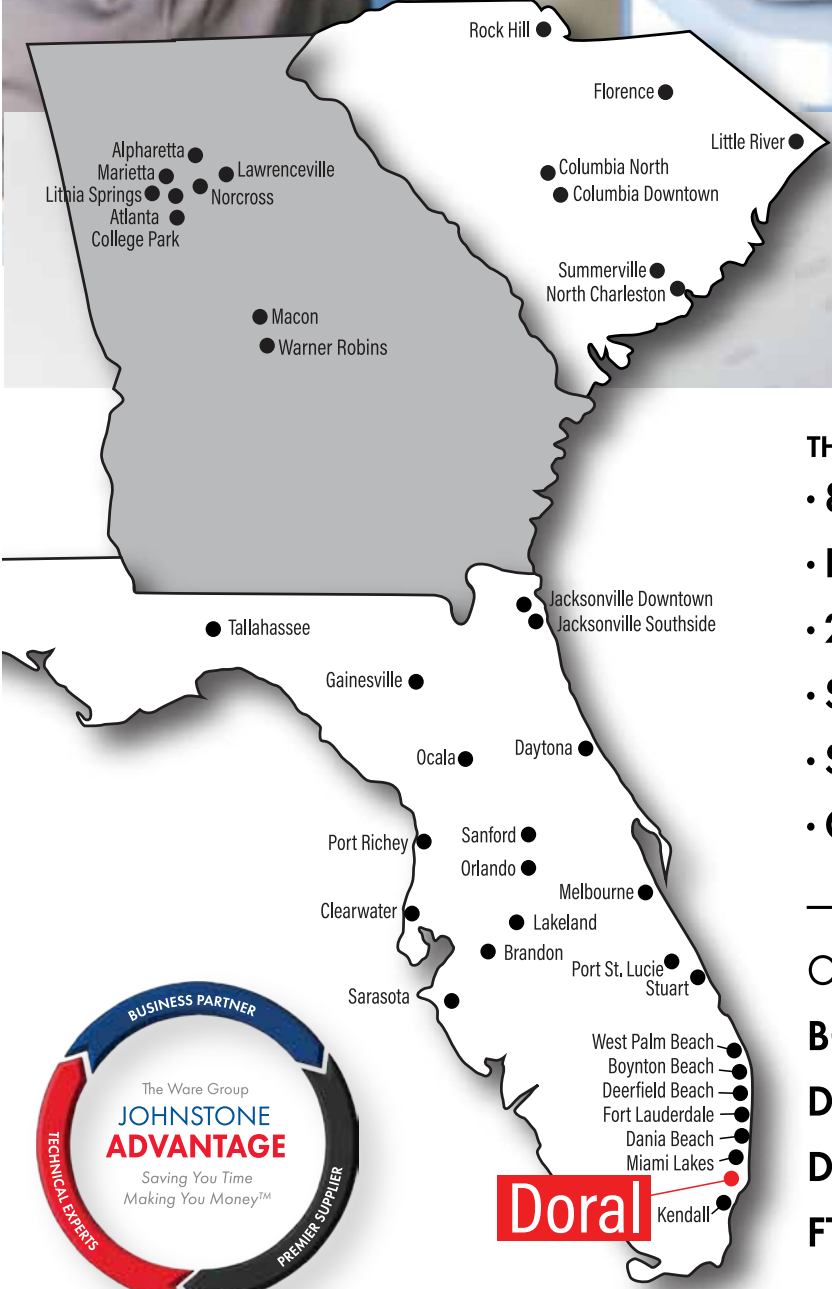 Rock Hill
Florence
Little River
Alpharetta
Marietta
Lawrenceville
Lithia Springs
Norcross
Atlanta
College Park
Columbia North
Columbia Downtown
Summerville
North Charleston
Macon
Warner Robins
Jacksonville Downtown
Jacksonville Southside
Tallahassee
Gainesville
Ocala
Daytona
Port Richey
Sanford
Orlando
Melbourne
Clearwater
Lakeland
Brandon
Port St. Lucie
Stuart
Sarasota
West Palm Beach
Boynton Beach
Deerfield Beach
Fort Lauderdale
Dania Beach
Miami Lakes
Doral
Kendall
BUSINESS PARTNER
The Ware Group
JOHNSTONE
ADVANTAGE
Saving You Time
Making You Money™
TECHNICAL EXPERTS
PREMIER SUPPLIER